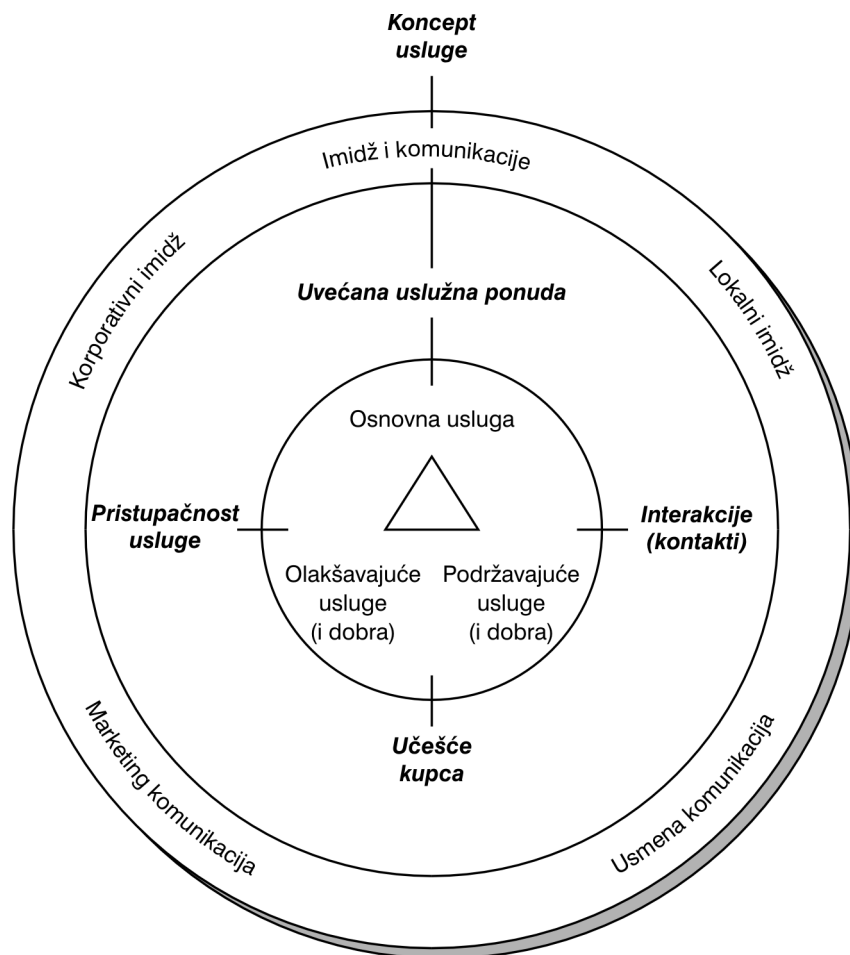 Koncept
usluge
Imidž i komunikacije
Korporativni imidž
Lokalni imidž
Uvećana uslužna ponuda
Osnovna usluga
Pristupačnost
usluge
Interakcije
(kontakti)
Olakšavajuće
usluge
(i dobra)
Podržavajuće
usluge
(i dobra)
Učešće
kupca
Marketing komunikacija
Usmena komunikacija